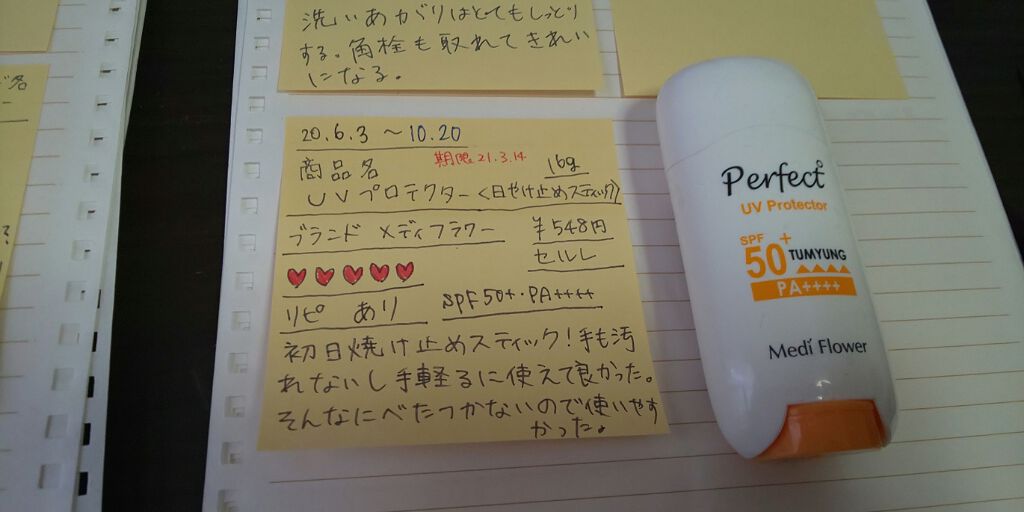 洗いあがりはとてもしっとり
する。角栓も取れてきれい
になる。
20.6.3 〜 10.20
商品名 期限21.3.14 16g
UVプロテクター<日やけ止めスティック>
ブランド メディフラワー ¥548円
セルレ
リピ あり SPF50+・PA++++
初日焼け止めスティック!手も汚
れないし手軽るに使えて良かった。
そんなにべたつかないので使いやす
かった。
Perfect
UV Protector
SPF 50+ TUMYUNG
PA++++
Medi Flower